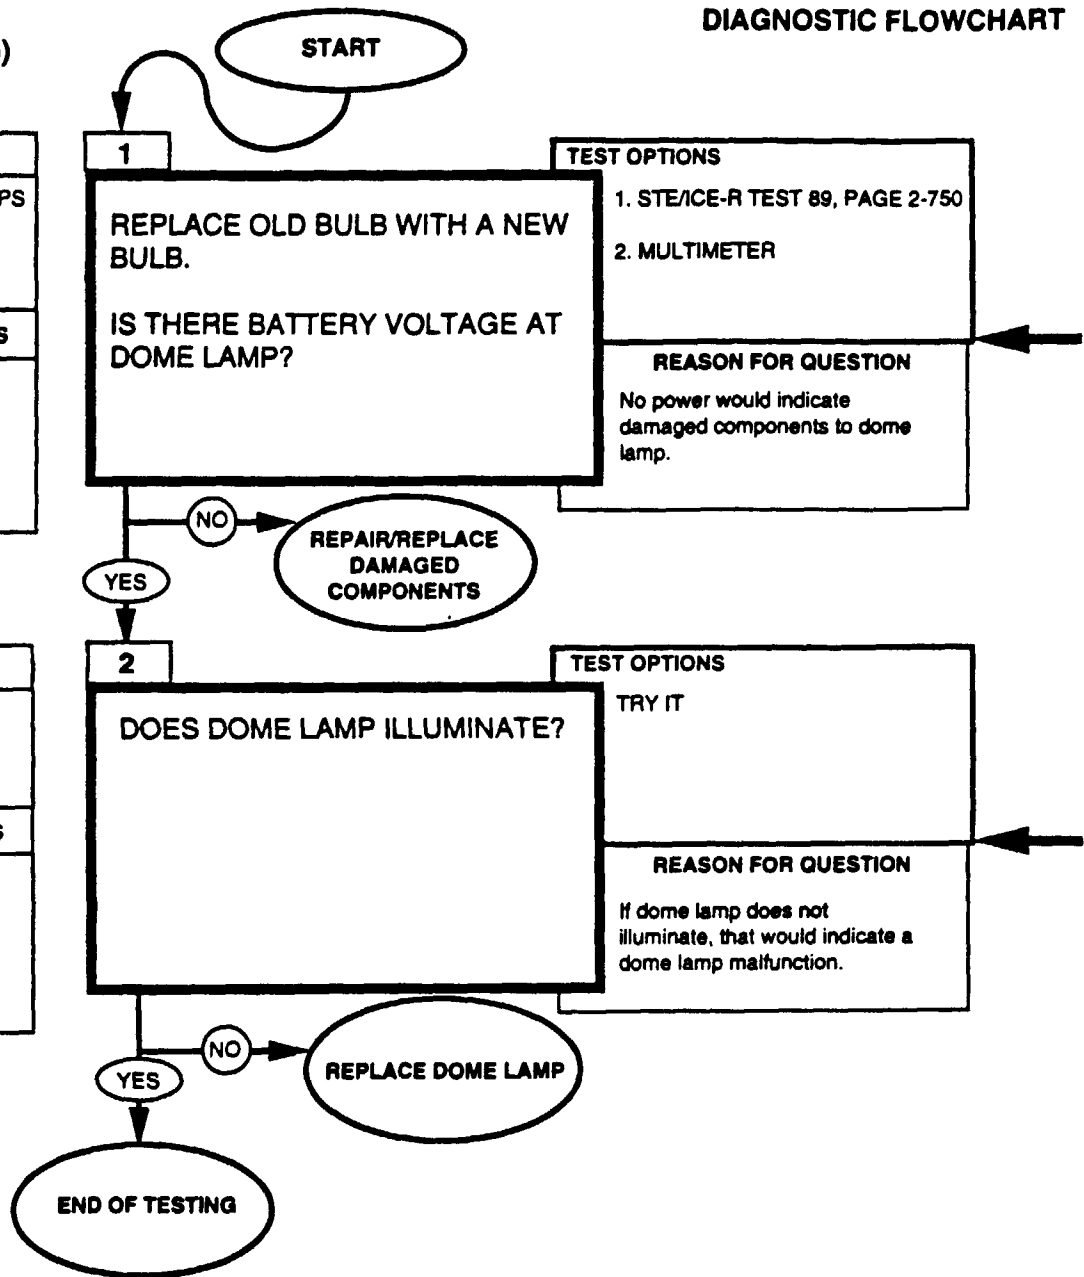 DIAGNOSTIC FLOWCHART
)
START
1
PS
S
REPLACE OLD BULB WITH A NEW
BULB.
IS THERE BATTERY VOLTAGE AT
DOME LAMP?
TEST OPTIONS
1. STE/ICE-R TEST 89, PAGE 2-750
2. MULTIMETER
REASON FOR QUESTION
No power would indicate
damaged components to dome
lamp.
NO
REPAIR/REPLACE
DAMAGED
COMPONENTS
YES
2
S
DOES DOME LAMP ILLUMINATE?
TEST OPTIONS
TRY IT
REASON FOR QUESTION
If dome lamp does not
illuminate, that would indicate a
dome lamp malfunction.
NO
REPLACE DOME LAMP
YES
END OF TESTING